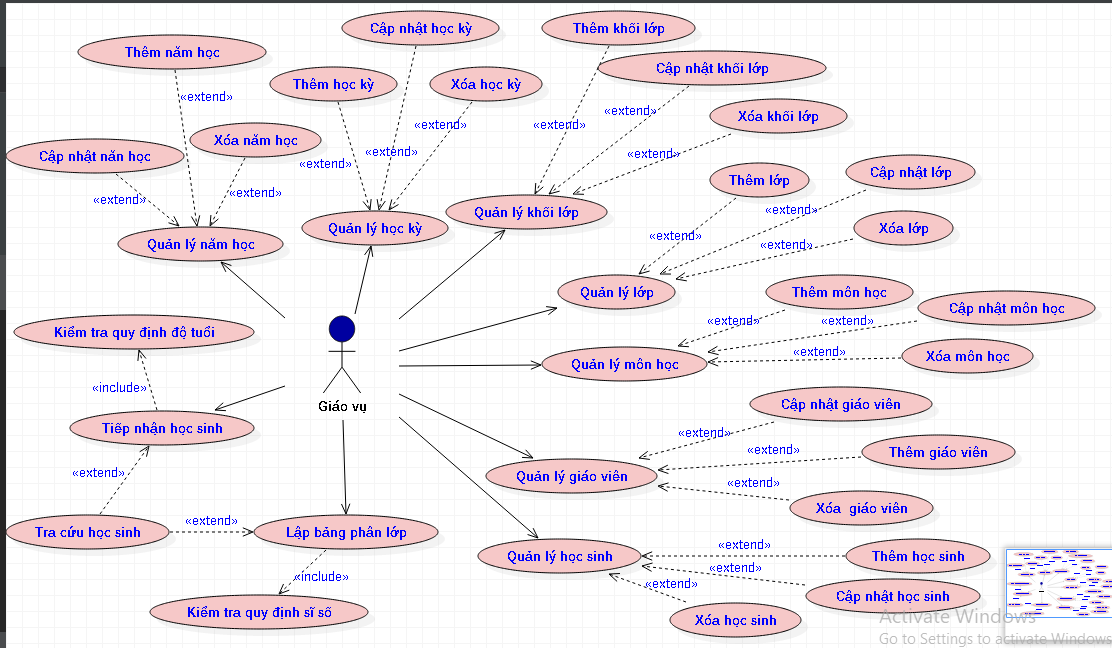 Cập nhật học kỳ
Thêm khối lớp
Thêm năm học
Cập nhật khối lớp
Thêm học kỳ
Xóa học kỳ
«extend»
«extend»
Xóa khối lớp
«extend»
«extend»
Xóa năm học
«extend»
«extend»
Cập nhật năn học
«extend»
Cập nhật lớp
Thêm lớp
«extend»
«extend»
«extend»
Quản lý khối lớp
Xóa lớp
Quản lý học kỳ
«extend»
Quản lý năm học
«extend»
Quản lý lớp
Thêm môn học
Cập nhật môn học
«extend»
«extend»
Kiểm tra quy định độ tuổi
«extend»
Xóa môn học
Quản lý môn học
«include»
Giáo vụ
Cập nhật giáo viên
Tiếp nhận học sinh
«extend»
«extend»
Thêm giáo viên
«extend»
Quản lý giáo viên
«extend»
Xóa giáo viên
«extend»
Tra cứu học sinh
Lập bảng phân lớp
«extend»
Quản lý học sinh
Thêm học sinh
«extend»
«include»
«extend»
Cập nhật học sinh
Kiểm tra quy định sĩ số
Xóa học sinh
Activate Windows
Go to Settings to activate Windows